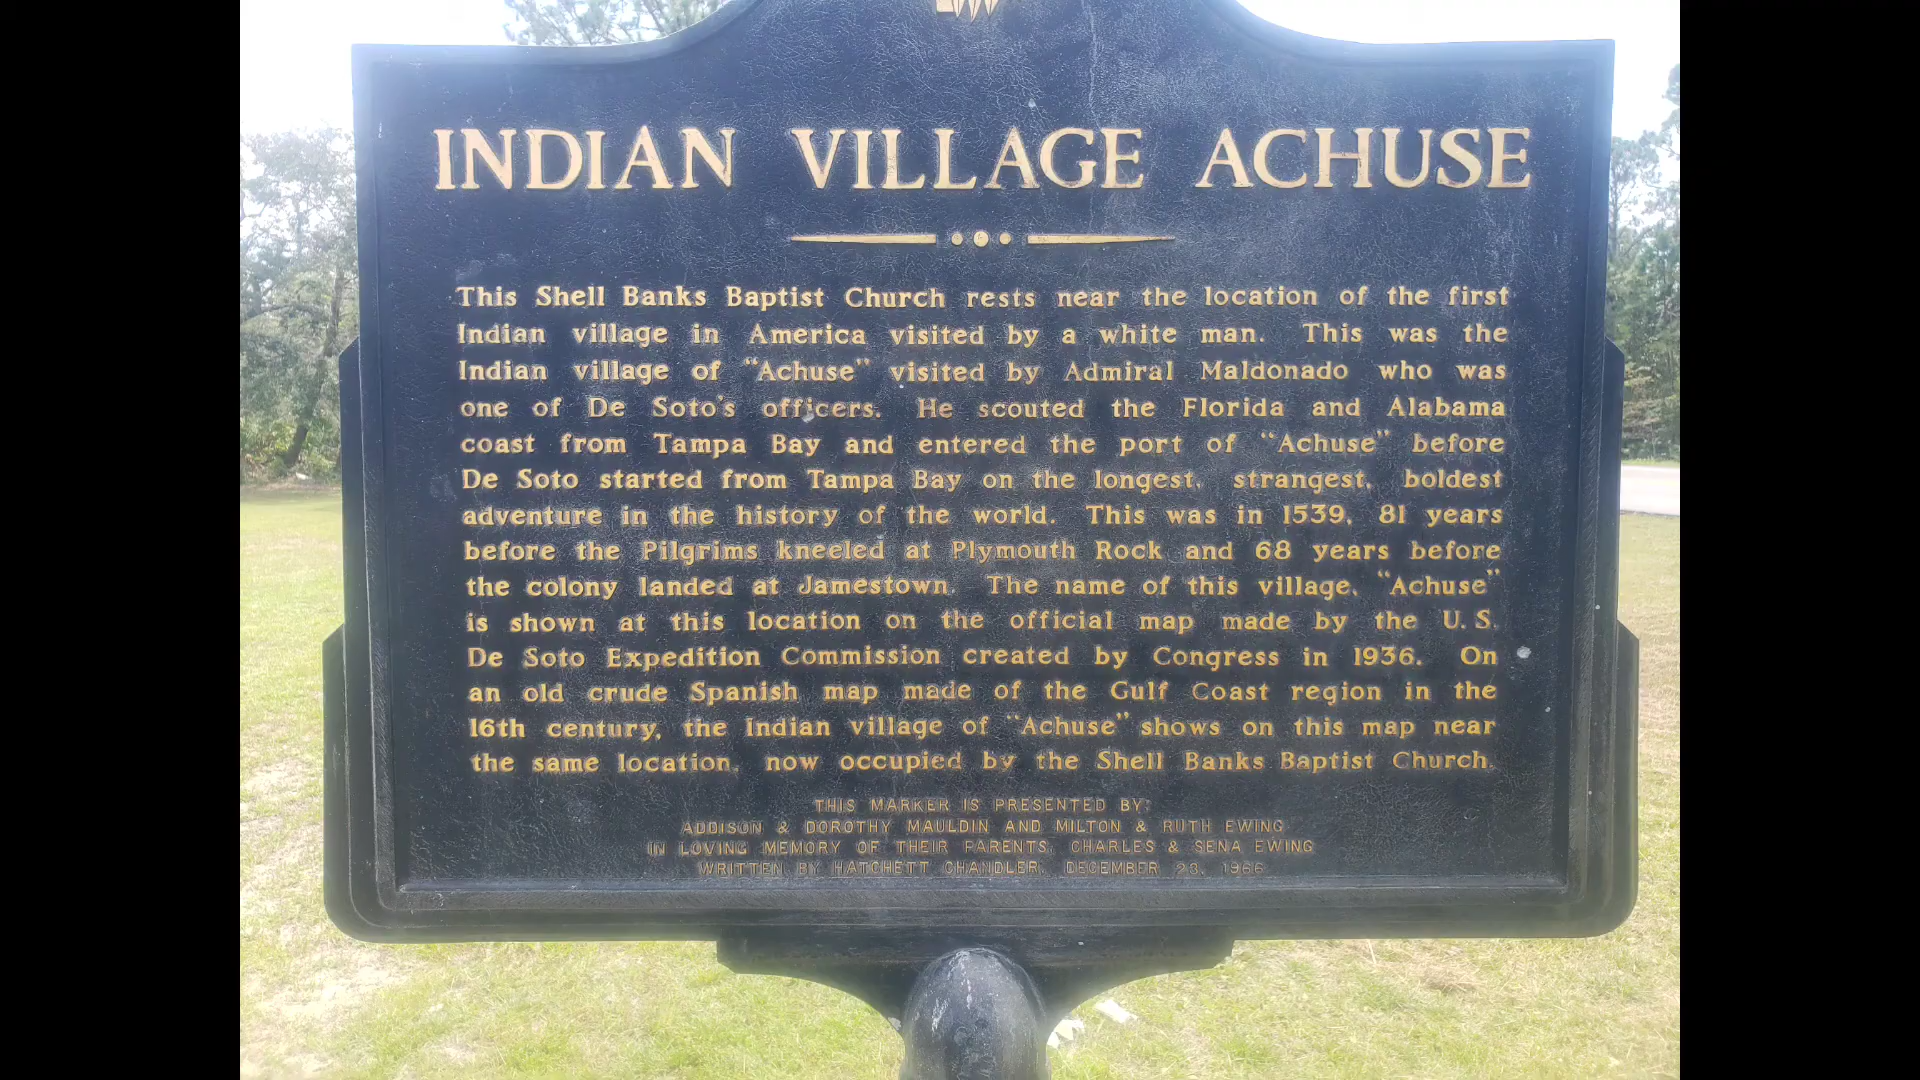 INDIAN VILLAGE ACHUSE
This Shell Banks Baptist Church rests near the location of the first
Indian village in America visited by a white man. This was the
Indian village of “Achuse” visited by Admiral Maldonado who was
one of De Soto's officers. He scouted the Florida and Alabama
coast from Tampa Bay and entered the port of “Achuse” before
De Soto started from Tampa Bay on the longest, strangest, boldest
adventure in the history of the world. This was in 1539, 81 years
before the Pilgrims kneeled at Plymouth Rock and 68 years before
the colony landed at Jamestown. The name of this village, “Achuse”
is shown at this location on the official map made by the U. S.
De Soto Expedition Commission created by Congress in 1936. On
an old crude Spanish map made of the Gulf Coast region in the
16th century, the Indian village of “Achuse” shows on this map near
the same location, now occupied by the Shell Banks Baptist Church.
THIS MARKER IS PRESENTED BY:
ADDISON & DOROTHY MAULDIN AND MILTON & RUTH EWING
IN LOVING MEMORY OF THEIR PARENTS, CHARLES & SENA EWING
WRITTEN BY HATCHETT CHANDLER, DECEMBER 23, 1966